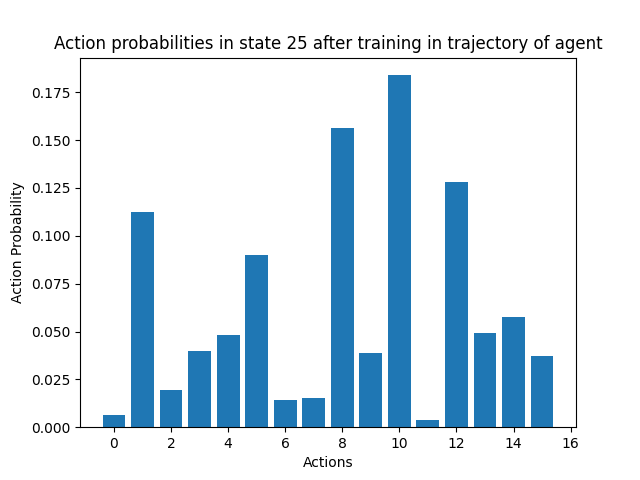 Action probabilities in state 25 after training in trajectory of agent
0.175
0.150
0.125
0.100
0.075
0.050
0.025
0.000
Action Probability
0 2 4 6 8 10 12 14 16
Actions